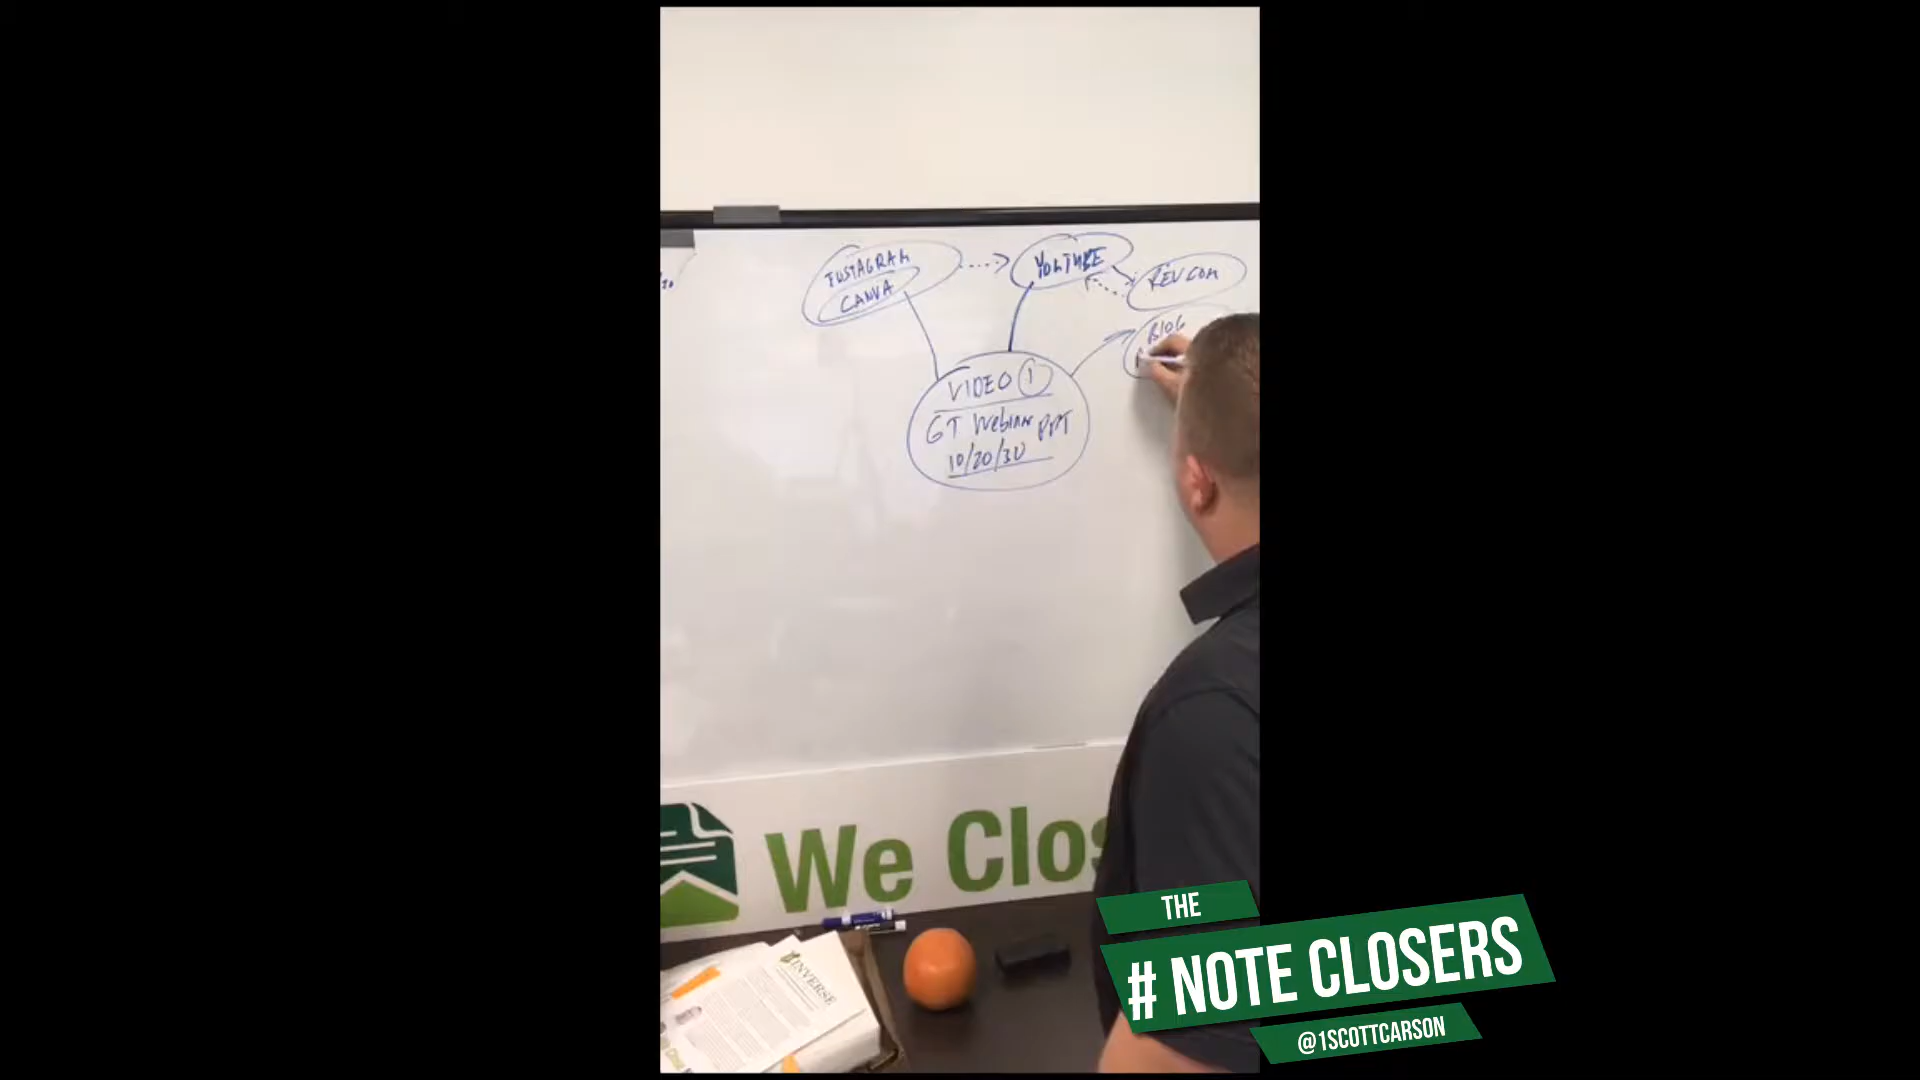 INSTAGRAM
CANVA
YOUTUBE
REV.COM
BLOG
VIDEO 1
GT Webinar PPT
10/20/30
We Clos
INVERSE
THE
# NOTE CLOSERS
@1SCOTTCARSON